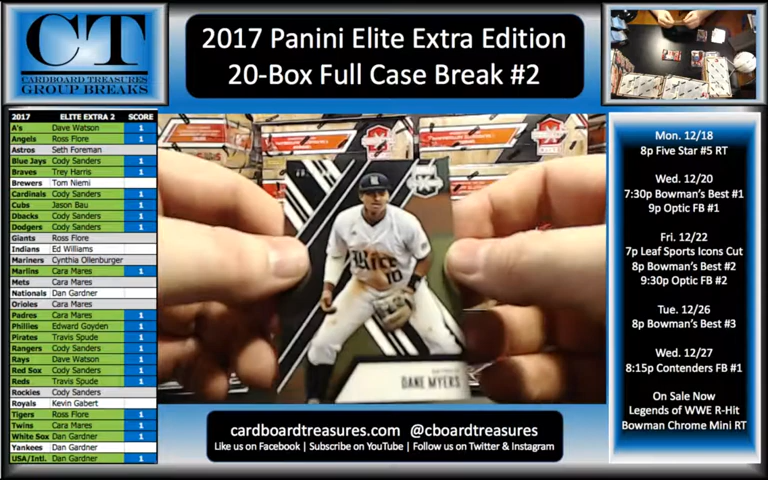 CT
CARDBOARD TREASURES
GROUP BREAKS
2017 Panini Elite Extra Edition
20-Box Full Case Break #2
2017 ELITE EXTRA 2 SCORE
A's Dave Watson 1
Angels Ross Flore 1
Astros Seth Foreman
Blue Jays Cody Sanders 1
Braves Trey Harris 1
Brewers Tom Niemi
Cardinals Cody Sanders 1
Cubs Jason Bau 1
Dbacks Cody Sanders 1
Dodgers Cody Sanders 1
Giants Ross Flore
Indians Ed Williams
Mariners Cynthia Ollenburger
Marlins Cara Mares 1
Mets Cara Mares
Nationals Dan Gardner
Orioles Cara Mares
Padres Cara Mares 1
Phillies Edward Goyden 1
Pirates Travis Spude 1
Rangers Cody Sanders 1
Rays Dave Watson 1
Red Sox Cody Sanders 1
Reds Travis Spude 1
Rockies Cody Sanders
Royals Kevin Gabert
Tigers Ross Flore 1
Twins Cara Mares 1
White Sox Dan Gardner 1
Yankees Dan Gardner
USA/Intl. Dan Gardner 1
Rice
10
DANE MYERS
Mon. 12/18
8p Five Star #5 RT
Wed. 12/20
7:30p Bowman's Best #1
9p Optic FB #1
Fri. 12/22
7p Leaf Sports Icons Cut
8p Bowman's Best #2
9:30p Optic FB #2
Tue. 12/26
8p Bowman's Best #3
Wed. 12/27
8:15p Contenders FB #1
On Sale Now
Legends of WWE R-Hit
Bowman Chrome Mini RT
cardboardtreasures.com @cboardtreasures
Like us on Facebook | Subscribe on YouTube | Follow us on Twitter & Instagram